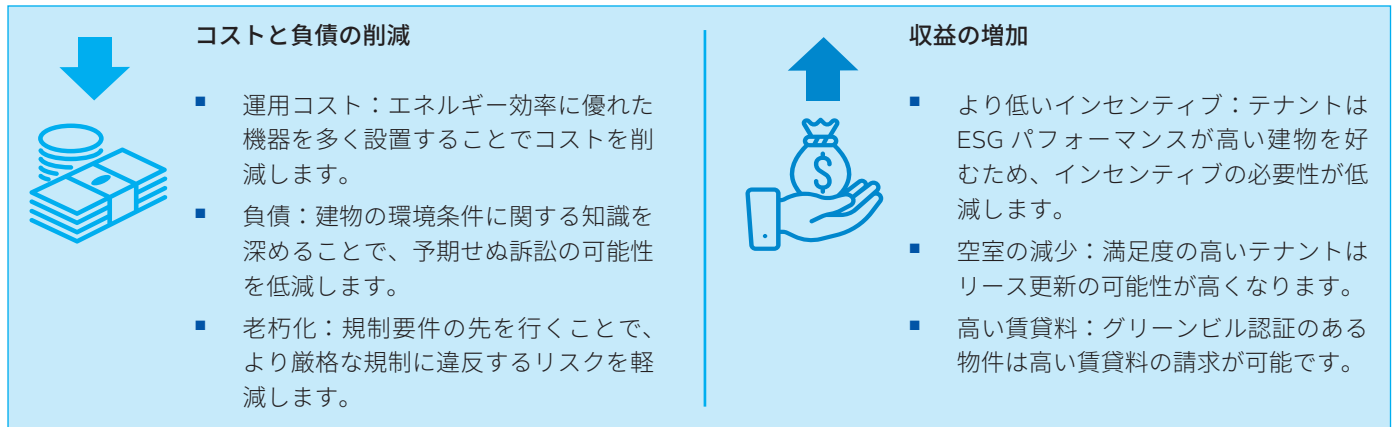 コストと負債の削減
■ 運用コスト：エネルギー効率に優れた
機器を多く設置することでコストを削
減します。
■ 負債：建物の環境条件に関する知識を
深めることで、予期せぬ訴訟の可能性
を低減します。
■ 老朽化：規制要件の先を行くことで、
より厳格な規制に違反するリスクを軽
減します。
$
収益の増加
■ より低いインセンティブ：テナントは
ESG パフォーマンスが高い建物を好
むため、インセンティブの必要性が低
減します。
■ 空室の減少：満足度の高いテナントは
リース更新の可能性が高くなります。
■ 高い賃貸料：グリーンビル認証のある
物件は高い賃貸料の請求が可能です。